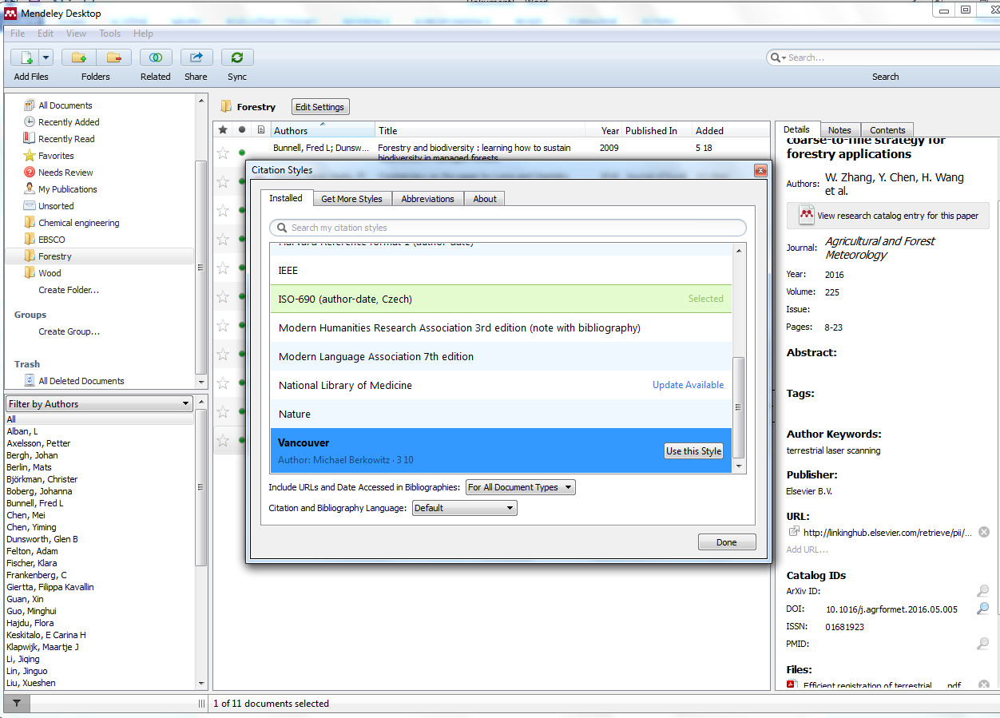 Mendeley Desktop
File Edit View Tools Help
Add Files Folders Related Share Sync
Search...
Search
All Documents
Recently Added
Recently Read
Favorites
Needs Review
My Publications
Unsorted
Chemical engineering
EBSCO
Forestry
Wood
Create Folder...
Groups
Create Group...
Trash
All Deleted Documents
Filter by Authors
All
Alban, L
Axelsson, Petter
Bergh, Johan
Berlin, Mats
Björkman, Christer
Boberg, Johanna
Bunnell, Fred L
Chen, Mei
Chen, Yiming
Dunsworth, Glen B
Felton, Adam
Fischer, Klara
Frankenberg, C
Giertta, Filippa Kavallin
Guan, Xin
Guo, Minghui
Hajdu, Flora
Keskitalo, E Carina H
Klapwijk, Maartje J
Li, Jiqing
Lin, Jinguo
Liu, Xueshen
Forestry Edit Settings
Authors Title Year Published In Added
Bunnell, Fred L; Dunsw... Forestry and biodiversity : learning how to sustain 2009 5 18
biodiversity in managed forests
Citation Styles
Installed Get More Styles Abbreviations About
Search my citation styles
Harvard Reference format 1 (author-date)
IEEE
ISO-690 (author-date, Czech) Selected
Modern Humanities Research Association 3rd edition (note with bibliography)
Modern Language Association 7th edition
National Library of Medicine Update Available
Nature
Vancouver
Author: Michael Berkowitz · 3 10
Use this Style
Include URLs and Date Accessed in Bibliographies: For All Document Types
Citation and Bibliography Language: Default
Done
1 of 11 documents selected
Details Notes Contents
coarse-to-fine strategy for
forestry applications
Authors: W. Zhang, Y. Chen, H. Wang
et al.
View research catalog entry for this paper
Journal: Agricultural and Forest
Meteorology
Year: 2016
Volume: 225
Issue:
Pages: 8-23
Abstract:
Tags:
Author Keywords:
terrestrial laser scanning
Publisher:
Elsevier B.V.
URL:
http://linkinghub.elsevier.com/retrieve/pii/...
Add URL...
Catalog IDs
ArXiv ID:
DOI: 10.1016/j.agrformet.2016.05.005
ISSN: 01681923
PMID:
Files:
Efficient registration of terrestrial ....pdf